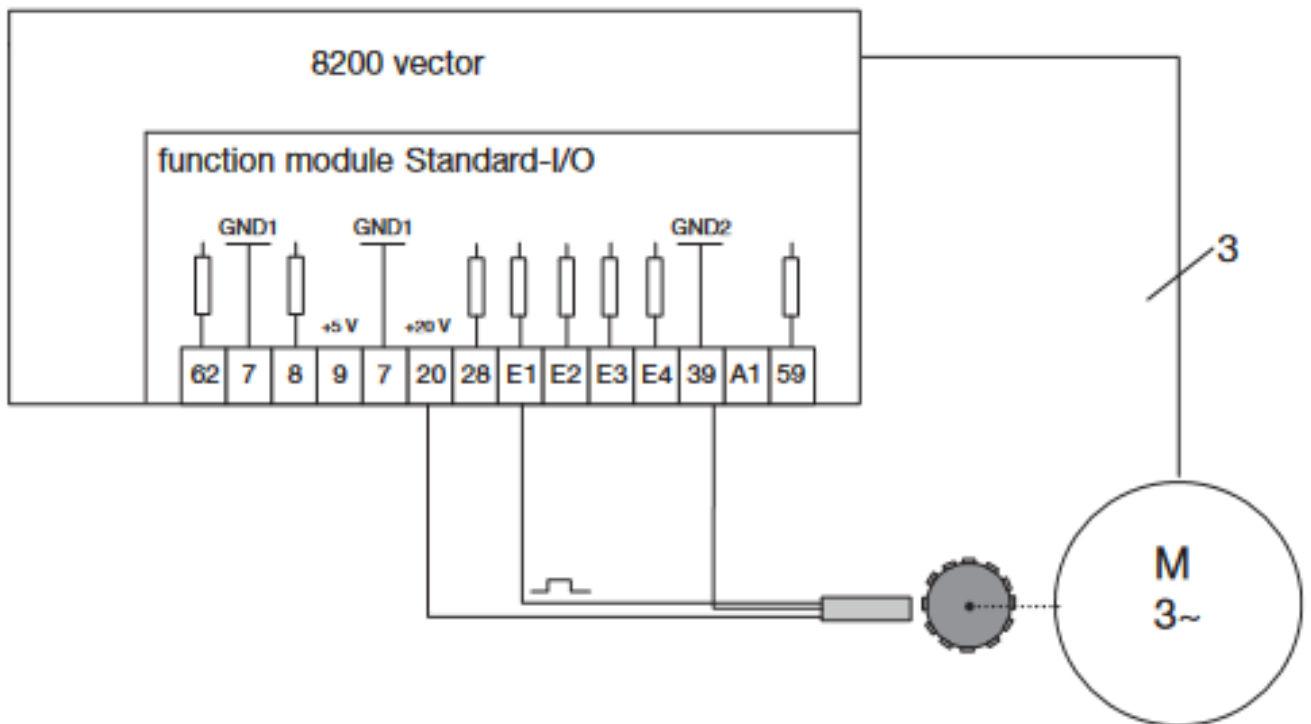 8200 vector
function module Standard-I/O
GND1 GND1 GND2
+5 V +20 V
62 7 8 9 7 20 28 E1 E2 E3 E4 39 A1 59
3
M
3~